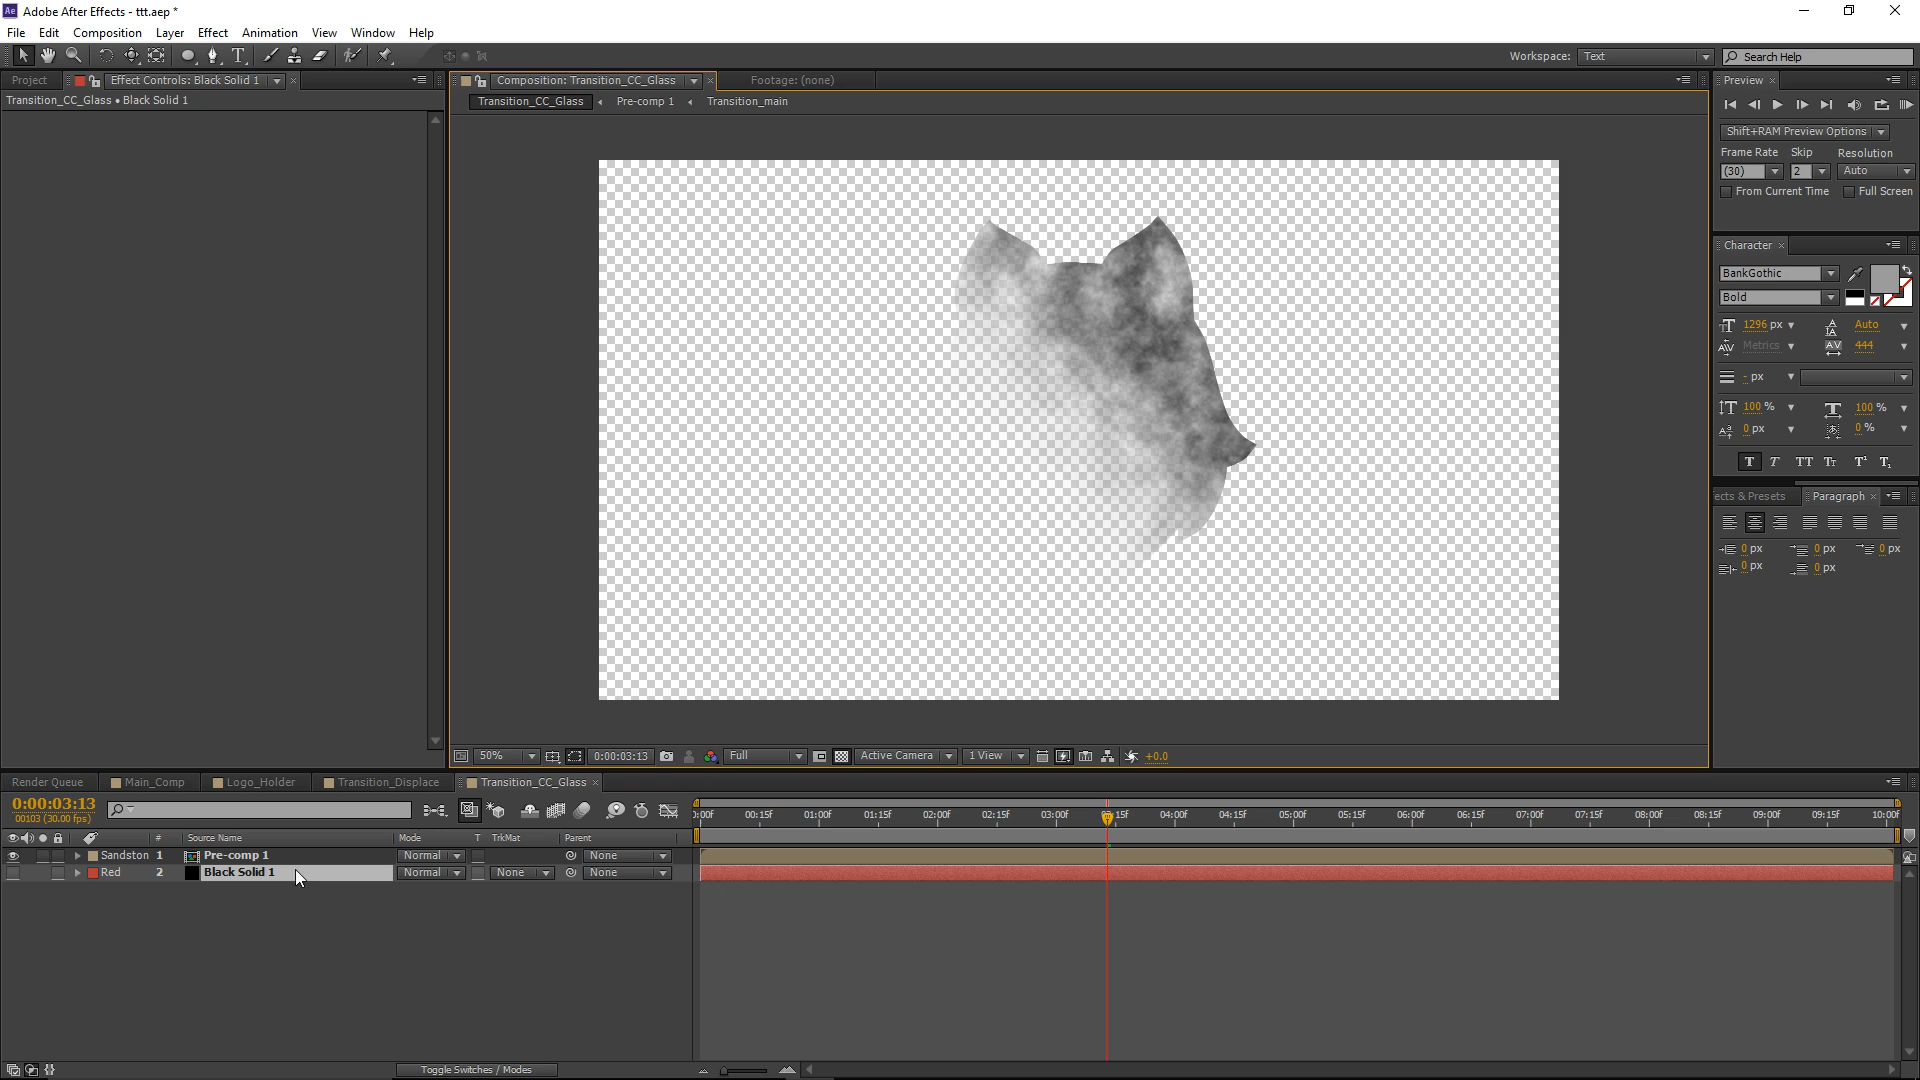 Adobe After Effects - ttt.aep *
File Edit Composition Layer Effect Animation View Window Help
Workspace: Text Search Help
Project Effect Controls: Black Solid 1 Composition: Transition_CC_Glass Footage: (none) Preview
Transition_CC_Glass • Black Solid 1
Transition_CC_Glass Pre-comp 1 Transition_main
Shift+RAM Preview Options
Frame Rate Skip Resolution
(30) 2 Auto
From Current Time Full Screen
Character
BankGothic
Bold
1296 px Auto
Metrics 444
- px
100 % 100 %
0 px 0 %
ects & Presets Paragraph
0 px 0 px 0 px
0 px 0 px
50% 0:00:03:13 Full Active Camera 1 View +0.0
Render Queue Main_Comp Logo_Holder Transition_Displace Transition_CC_Glass
0:00:03:13
00103 (30.00 fps)
):00f 00:15f 01:00f 01:15f 02:00f 02:15f 03:00f 15f 04:00f 04:15f 05:00f 05:15f 06:00f 06:15f 07:00f 07:15f 08:00f 08:15f 09:00f 09:15f 10:00f
# Source Name Mode T TrkMat Parent
Sandston 1 Pre-comp 1 Normal None
Red 2 Black Solid 1 Normal None None
Toggle Switches / Modes